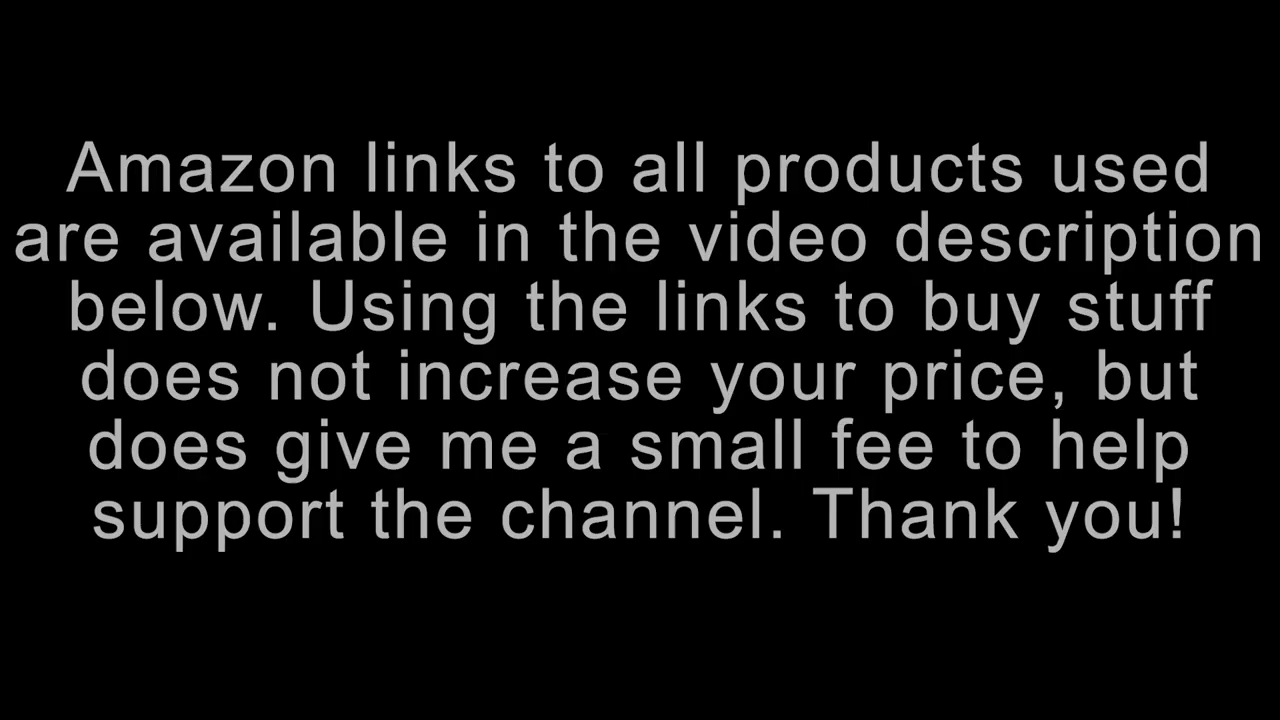 Amazon links to all products used
are available in the video description
below. Using the links to buy stuff
does not increase your price, but
does give me a small fee to help
support the channel. Thank you!